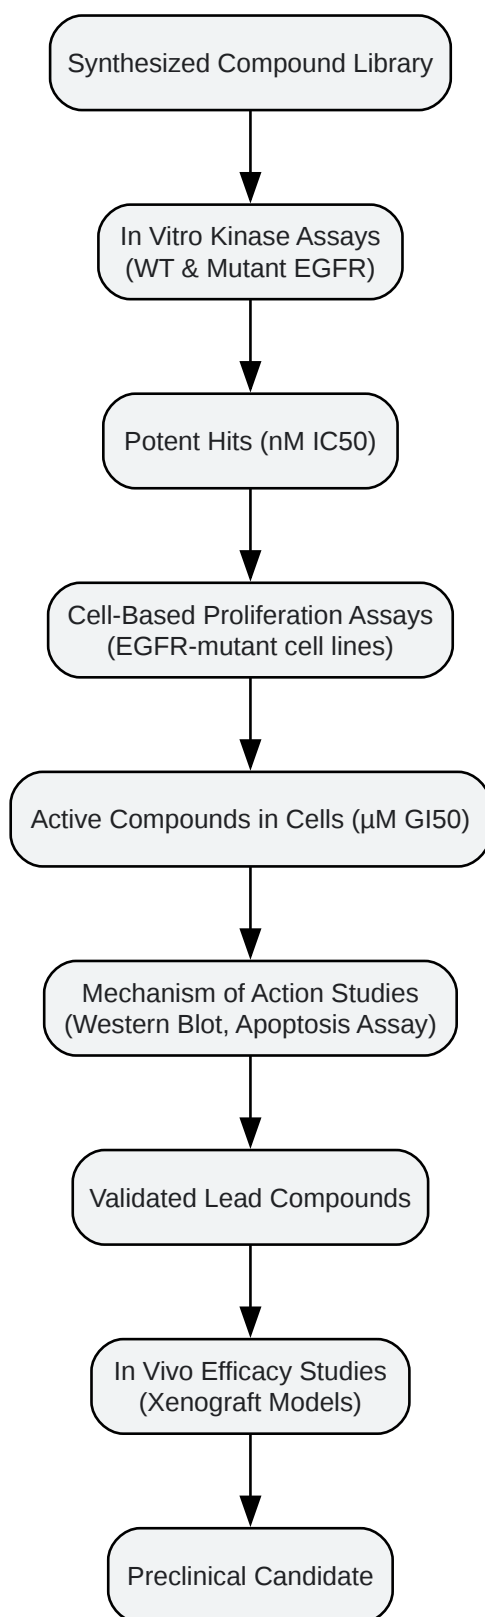 Synthesized Compound Library
In Vitro Kinase Assays
(WT & Mutant EGFR)
Potent Hits (nM IC50)
Cell-Based Proliferation Assays
(EGFR-mutant cell lines)
Active Compounds in Cells (µM GI50)
Mechanism of Action Studies
(Western Blot, Apoptosis Assay)
Validated Lead Compounds
In Vivo Efficacy Studies
(Xenograft Models)
Preclinical Candidate